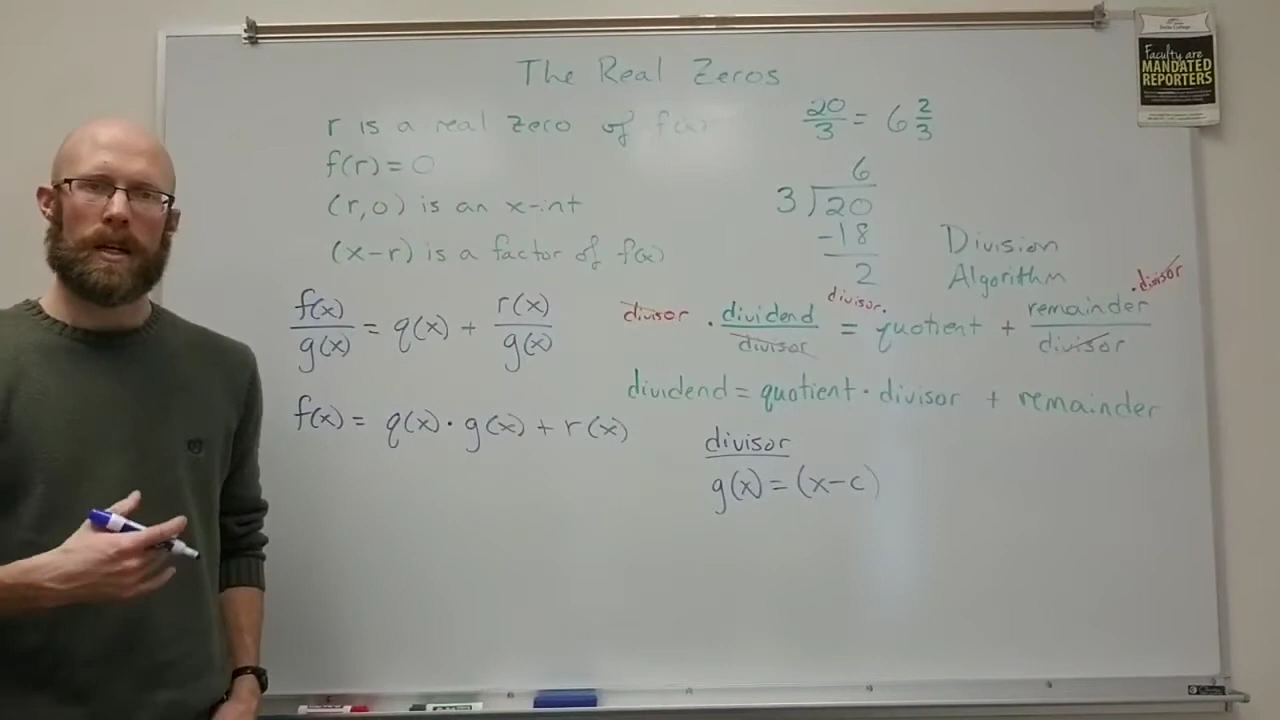 The Real Zeros
r is a real zero of f(x)
f(r)=0
(r,0) is an x-int
(x-r) is a factor of f(x)
20/3 = 6 2/3
6
3)20
-18
2
Division
Algorithm
f(x)/g(x) = q(x) + r(x)/g(x)
divisor · dividend/divisor = divisor· quotient + remainder/divisor ·divisor
dividend = quotient · divisor + remainder
f(x) = q(x)·g(x)+r(x)
divisor
g(x)=(x-c)
Faculty are
MANDATED
REPORTERS